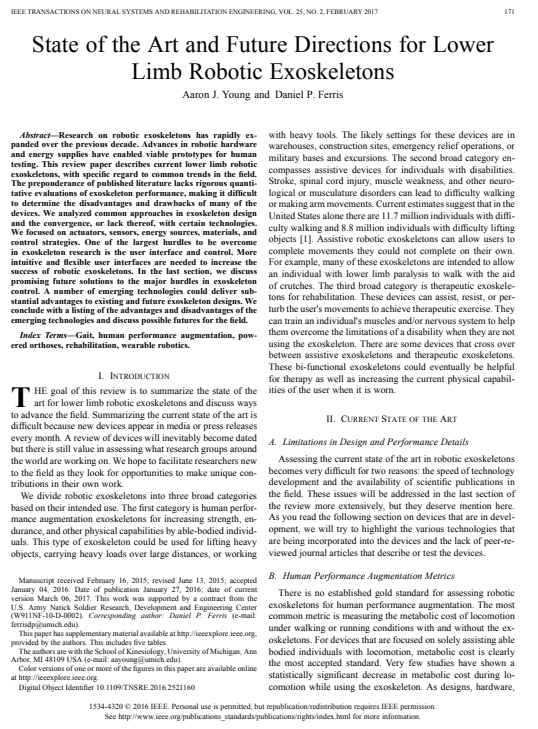 IEEE TRANSACTIONS ON NEURAL SYSTEMS AND REHABILITATION ENGINEERING, VOL. 25, NO. 2, FEBRUARY 2017
171
State of the Art and Future Directions for Lower
Limb Robotic Exoskeletons
Aaron J. Young and Daniel P. Ferris
Abstract—Research on robotic exoskeletons has rapidly ex-
panded over the previous decade. Advances in robotic hardware
and energy supplies have enabled viable prototypes for human
testing. This review paper describes current lower limb robotic
exoskeletons, with specific regard to common trends in the field.
The preponderance of published literature lacks rigorous quanti-
tative evaluations of exoskeleton performance, making it difficult
to determine the disadvantages and drawbacks of many of the
devices. We analyzed common approaches in exoskeleton design
and the convergence, or lack thereof, with certain technologies.
We focused on actuators, sensors, energy sources, materials, and
control strategies. One of the largest hurdles to be overcome
in exoskeleton research is the user interface and control. More
intuitive and flexible user interfaces are needed to increase the
success of robotic exoskeletons. In the last section, we discuss
promising future solutions to the major hurdles in exoskeleton
control. A number of emerging technologies could deliver sub-
stantial advantages to existing and future exoskeleton designs. We
conclude with a listing of the advantages and disadvantages of the
emerging technologies and discuss possible futures for the field.
Index Terms—Gait, human performance augmentation, pow-
ered orthoses, rehabilitation, wearable robotics.
I. INTRODUCTION
THE goal of this review is to summarize the state of the
art for lower limb robotic exoskeletons and discuss ways
to advance the field. Summarizing the current state of the art is
difficult because new devices appear in media or press releases
every month. A review of devices will inevitably become dated
but there is still value in assessing what research groups around
the world are working on. We hope to facilitate researchers new
to the field as they look for opportunities to make unique con-
tributions in their own work.
We divide robotic exoskeletons into three broad categories
based on their intended use. The first category is human perfor-
mance augmentation exoskeletons for increasing strength, en-
durance, and other physical capabilities by able-bodied individ-
uals. This type of exoskeleton could be used for lifting heavy
objects, carrying heavy loads over large distances, or working
Manuscript received February 16, 2015; revised June 13, 2015; accepted
January 04, 2016. Date of publication January 27, 2016; date of current
version March 06, 2017. This work was supported by a contract from the
U.S. Army Natick Soldier Research, Development and Engineering Center
(W911NF-10-D-0002). Corresponding author: Daniel P. Ferris (e-mail:
ferrisdp@umich.edu).
This paper has supplementary material available at http://ieeexplore.ieee.org,
provided by the authors. This includes five tables.
The authors are with the School of Kinesiology, University of Michigan, Ann
Arbor, MI 48109 USA (e-mail: aayoung@umich.edu).
Color versions of one or more of the figures in this paper are available online
at http://ieeexplore.ieee.org.
Digital Object Identifier 10.1109/TNSRE.2016.2521160
with heavy tools. The likely settings for these devices are in
warehouses, construction sites, emergency relief operations, or
military bases and excursions. The second broad category en-
compasses assistive devices for individuals with disabilities.
Stroke, spinal cord injury, muscle weakness, and other neuro-
logical or musculature disorders can lead to difficulty walking
or making arm movements. Current estimates suggest that in the
United States alone there are 11.7 million individuals with diffi-
culty walking and 8.8 million individuals with difficulty lifting
objects [1]. Assistive robotic exoskeletons can allow users to
complete movements they could not complete on their own.
For example, many of these exoskeletons are intended to allow
an individual with lower limb paralysis to walk with the aid
of crutches. The third broad category is therapeutic exoskele-
tons for rehabilitation. These devices can assist, resist, or per-
turb the user's movements to achieve therapeutic exercise. They
can train an individual's muscles and/or nervous system to help
them overcome the limitations of a disability when they are not
using the exoskeleton. There are some devices that cross over
between assistive exoskeletons and therapeutic exoskeletons.
These bi-functional exoskeletons could eventually be helpful
for therapy as well as increasing the current physical capabil-
ities of the user when it is worn.
II. CURRENT STATE OF THE ART
A. Limitations in Design and Performance Details
Assessing the current state of the art in robotic exoskeletons
becomes very difficult for two reasons: the speed of technology
development and the availability of scientific publications in
the field. These issues will be addressed in the last section of
the review more extensively, but they deserve mention here.
As you read the following section on devices that are in devel-
opment, we will try to highlight the various technologies that
are being incorporated into the devices and the lack of peer-re-
viewed journal articles that describe or test the devices.
B. Human Performance Augmentation Metrics
There is no established gold standard for assessing robotic
exoskeletons for human performance augmentation. The most
common metric is measuring the metabolic cost of locomotion
under walking or running conditions with and without the ex-
oskeletons. For devices that are focused on solely assisting able
bodied individuals with locomotion, metabolic cost is clearly
the most accepted standard. Very few studies have shown a
statistically significant decrease in metabolic cost during lo-
comotion while using the exoskeleton. As designs, hardware,
1534-4320 © 2016 IEEE. Personal use is permitted, but republication/redistribution requires IEEE permission.
See http://www.ieee.org/publications_standards/publications/rights/index.html for more information.